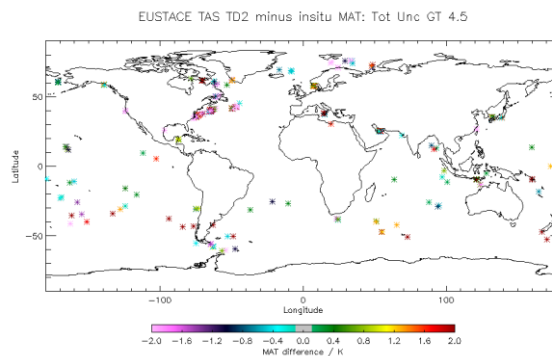 EUSTACE TAS TD2 minus insitu MAT: Tot Unc GT 4.5
50
0
-50
Latitude
-100
0
100
Longitude
-2.0 -1.6 -1.2 -0.8 -0.4 -0.0 0.4 0.8 1.2 1.6 2.0
MAT difference / K